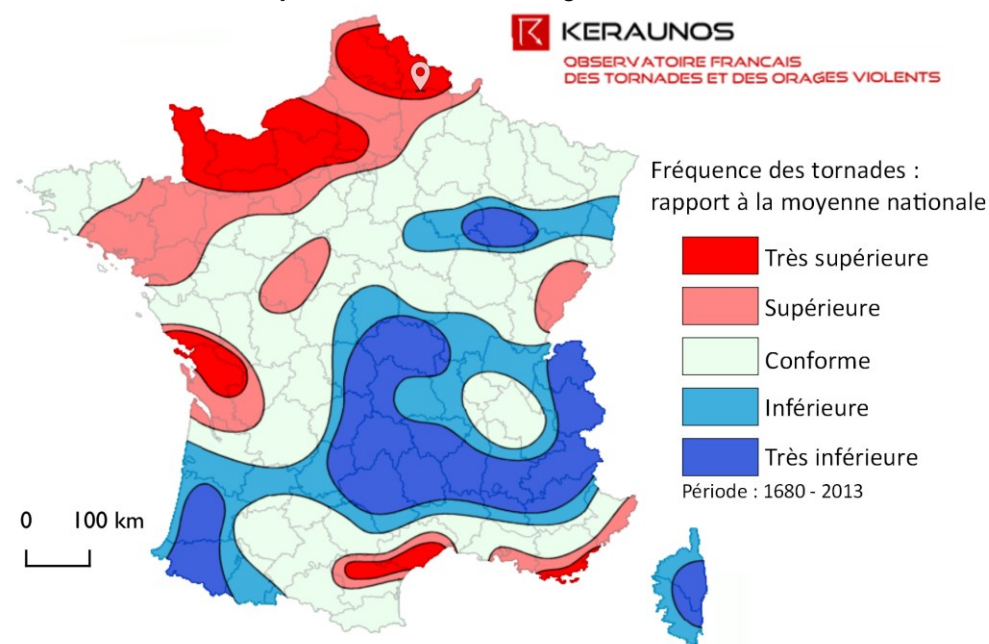 KERAUNOS
OBSERVATOIRE FRANCAIS
DES TORNADES ET DES ORAGES VIOLENTS
Fréquence des tornades :
rapport à la moyenne nationale
Très supérieure
Supérieure
Conforme
Inférieure
Très inférieure
Période : 1680 - 2013
0 100 km